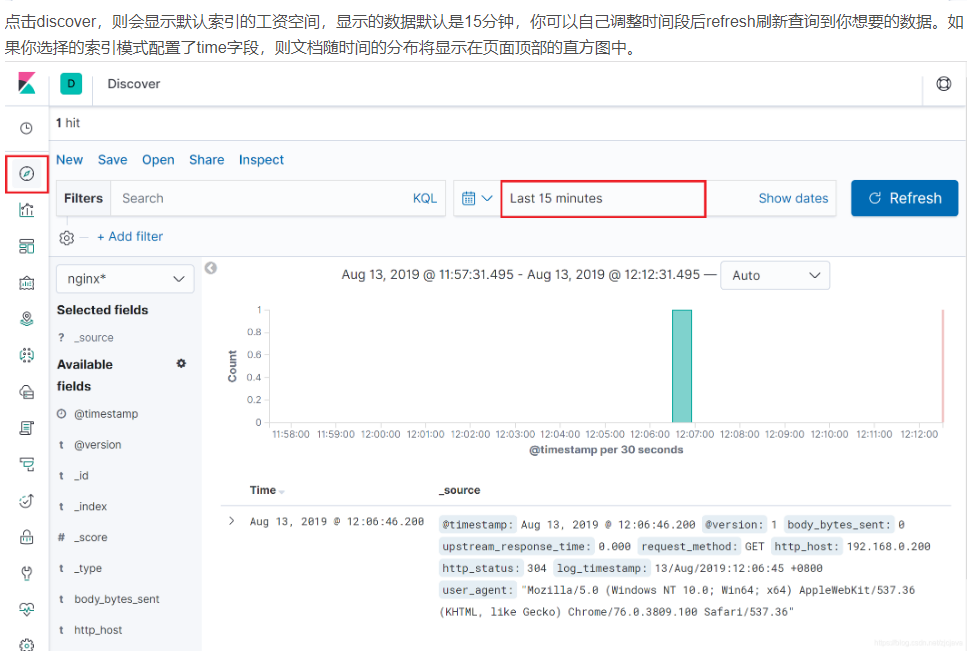 点击discover，则会显示默认索引的工资空间，显示的数据默认是15分钟，你可以自己调整时间段后refresh刷新查询到你想要的数据。如
果你选择的索引模式配置了time字段，则文档随时间的分布将显示在页面顶部的直方图中。
D Discover
1 hit
New Save Open Share Inspect
Filters Search KQL Last 15 minutes Show dates Refresh
+ Add filter
nginx*
Aug 13, 2019 @ 11:57:31.495 - Aug 13, 2019 @ 12:12:31.495 — Auto
Selected fields
? _source
Available
fields
@timestamp
t @version
t _id
t _index
# _score
t _type
t body_bytes_sent
t http_host
Count
1
0.8
0.6
0.4
0.2
0
11:58:00 11:59:00 12:00:00 12:01:00 12:02:00 12:03:00 12:04:00 12:05:00 12:06:00 12:07:00 12:08:00 12:09:00 12:10:00 12:11:00 12:12:00
@timestamp per 30 seconds
Time _source
Aug 13, 2019 @ 12:06:46.200
@timestamp: Aug 13, 2019 @ 12:06:46.200 @version: 1 body_bytes_sent: 0
upstream_response_time: 0.000 request_method: GET http_host: 192.168.0.200
http_status: 304 log_timestamp: 13/Aug/2019:12:06:45 +0800
user_agent: "Mozilla/5.0 (Windows NT 10.0; Win64; x64) AppleWebKit/537.36
(KHTML, like Gecko) Chrome/76.0.3809.100 Safari/537.36"